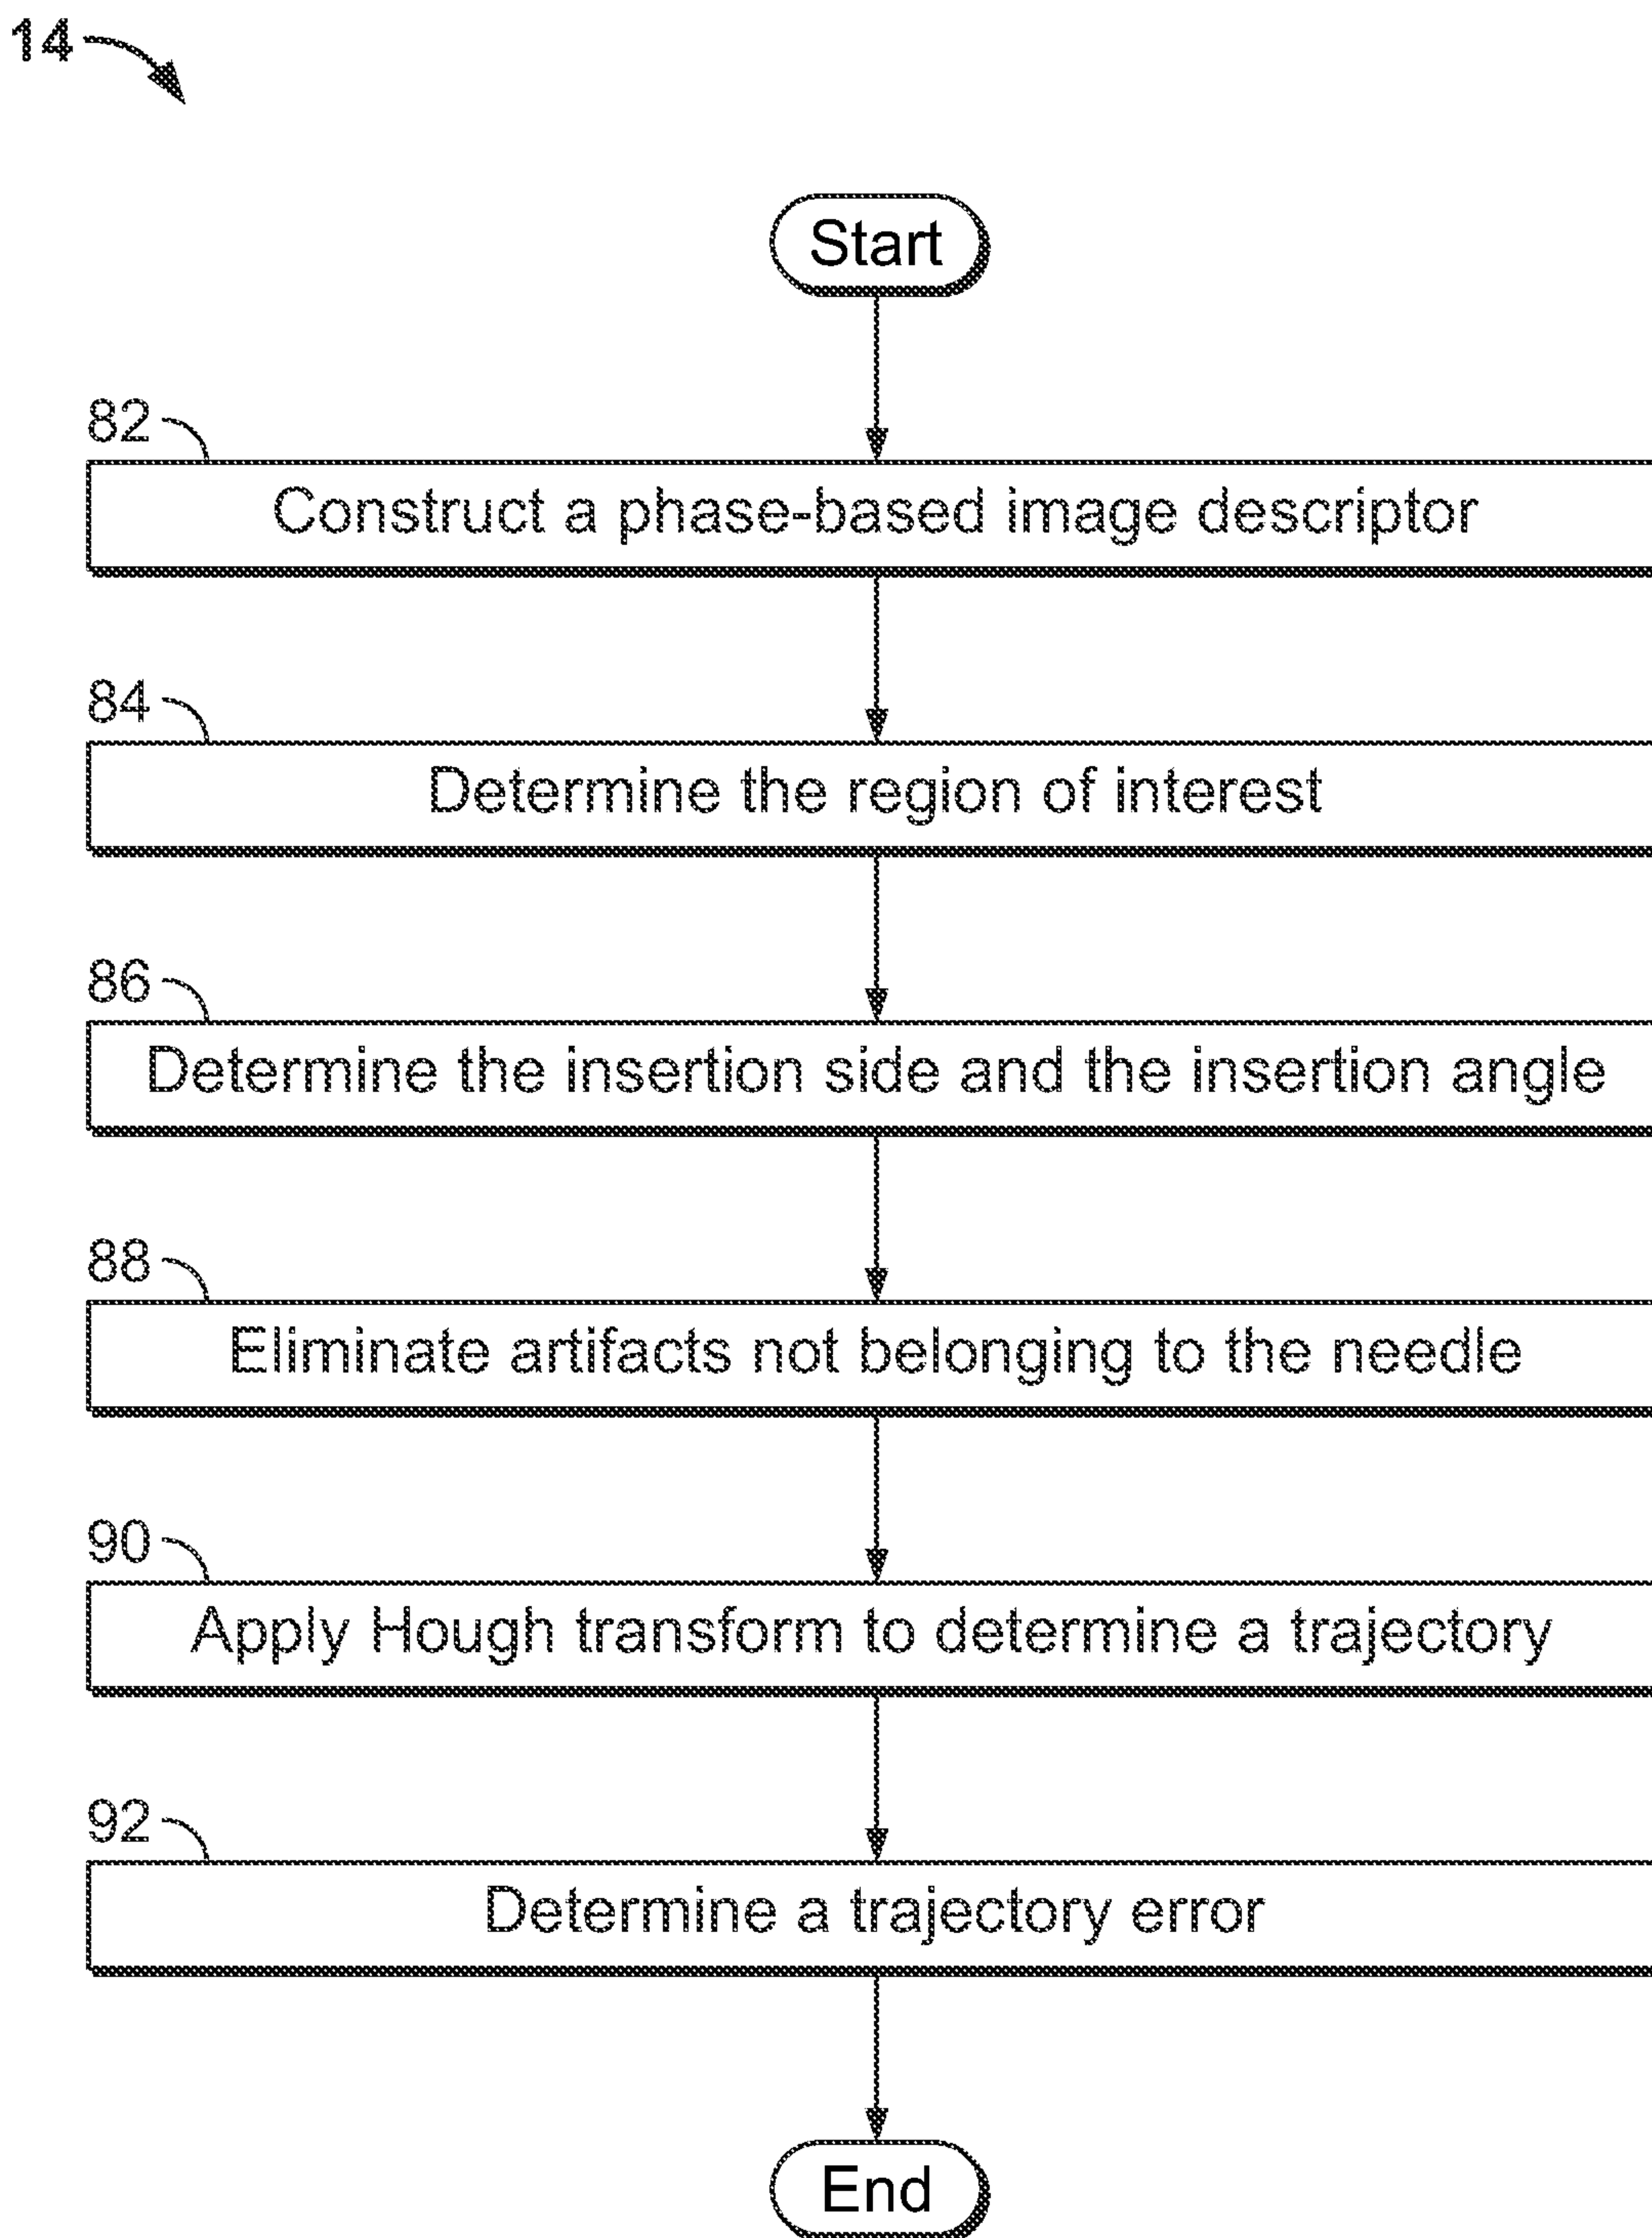 14
Start
82
Construct a phase-based image descriptor
84
Determine the region of interest
86
Determine the insertion side and the insertion angle
88
Eliminate artifacts not belonging to the needle
90
Apply Hough transform to determine a trajectory
92
Determine a trajectory error
End